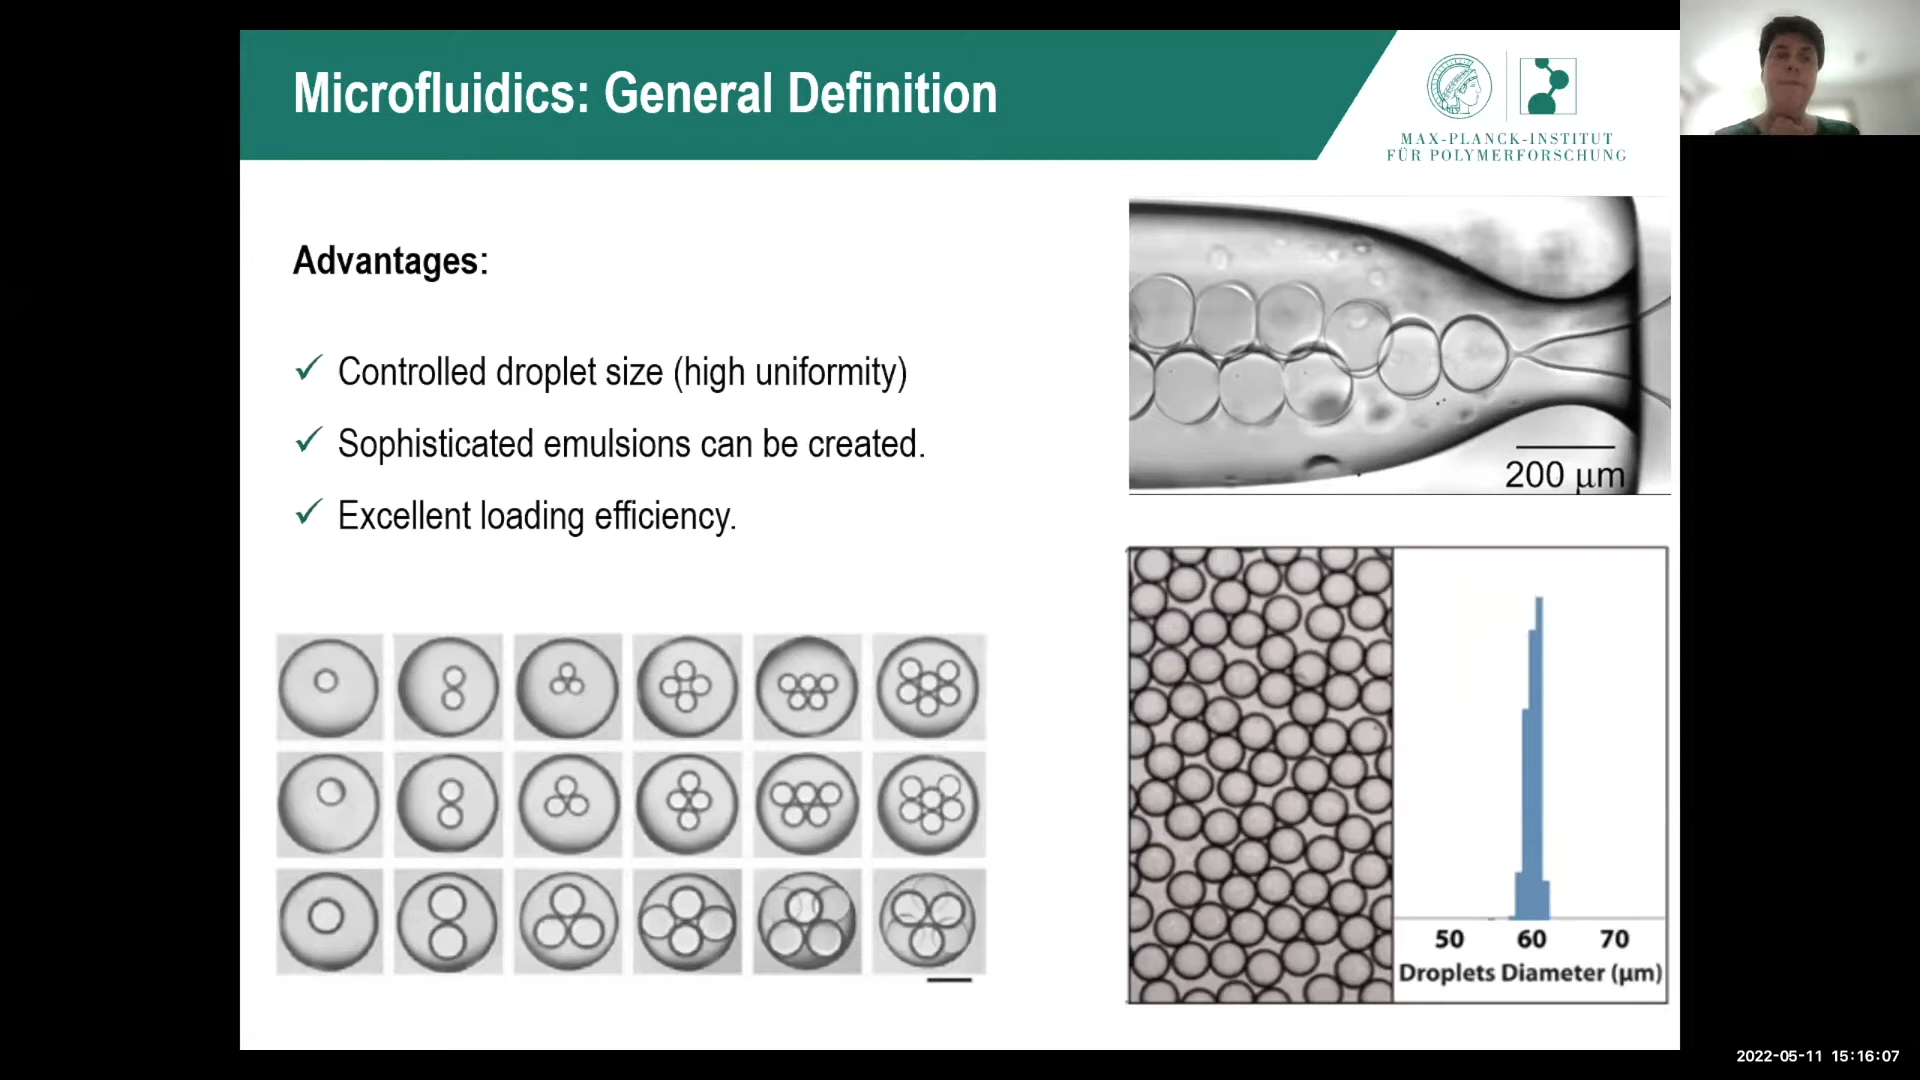 Microfluidics: General Definition
MAX-PLANCK-INSTITUT
FÜR POLYMERFORSCHUNG
Advantages:
✓ Controlled droplet size (high uniformity)
✓ Sophisticated emulsions can be created.
✓ Excellent loading efficiency.
200 µm
50 60 70
Droplets Diameter (µm)
2022-05-11 15:16:07